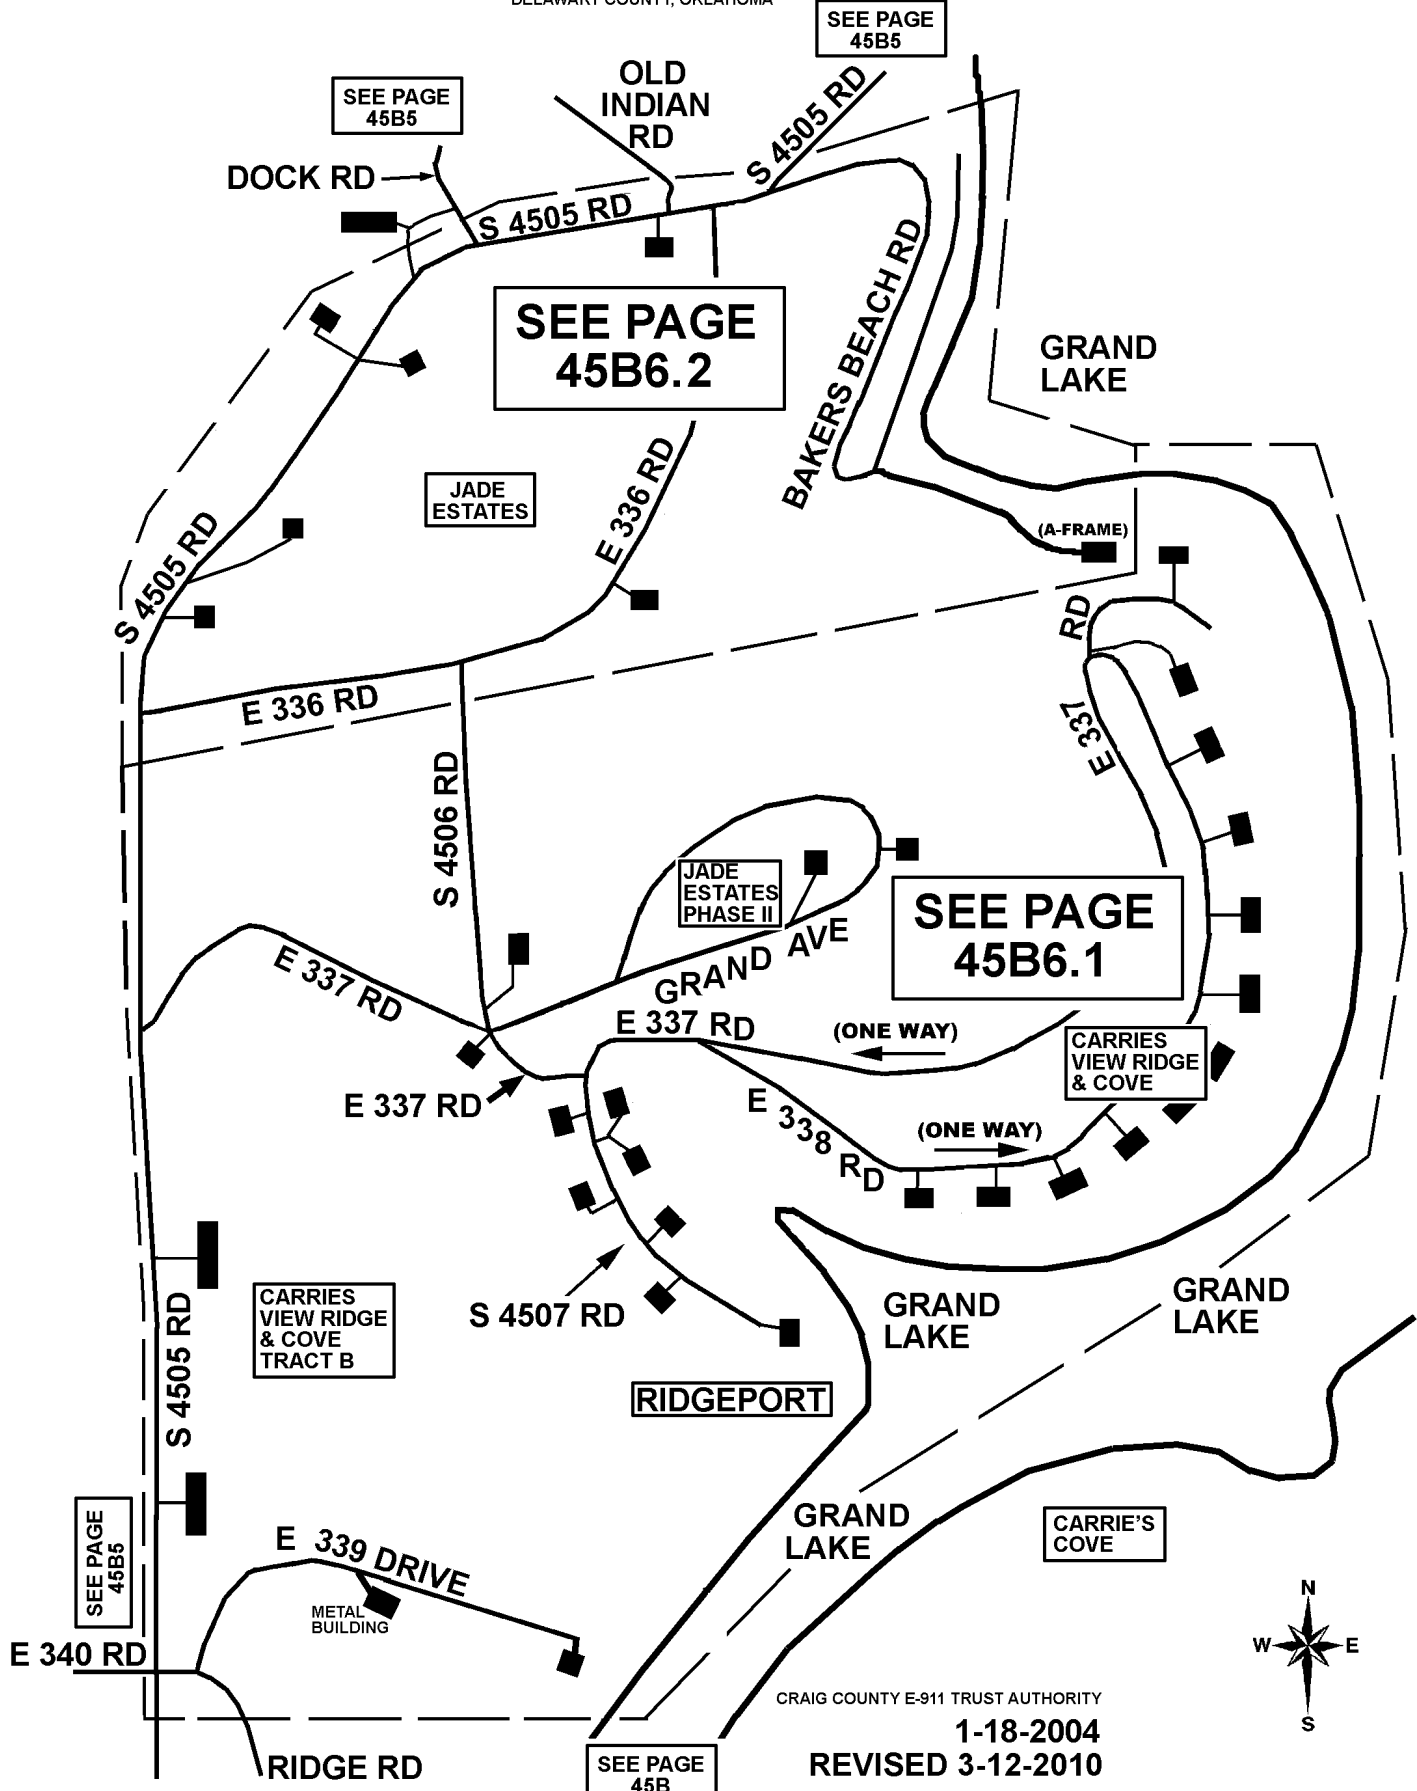 DELAWART COUNTY, OKLAHOMA
SEE PAGE
45B5
OLD
INDIAN
RD
S 4505 RD
SEE PAGE
45B5
DOCK RD
S 4505 RD
BAKERS BEACH RD
SEE PAGE
45B6.2
GRAND
LAKE
JADE
ESTATES
E 336 RD
(A-FRAME)
S 4505 RD
E 336 RD
E 337 RD
S 4506 RD
JADE
ESTATES
PHASE II
SEE PAGE
45B6.1
GRAND AVE
E 337 RD
E 337 RD
(ONE WAY)
CARRIES
VIEW RIDGE
& COVE
E 337 RD
E 338 RD
(ONE WAY)
S 4505 RD
CARRIES
VIEW RIDGE
& COVE
TRACT B
S 4507 RD
GRAND
LAKE
GRAND
LAKE
RIDGEPORT
SEE PAGE
45B5
GRAND
LAKE
CARRIE'S
COVE
E 339 DRIVE
METAL
BUILDING
E 340 RD
N
W E
S
CRAIG COUNTY E-911 TRUST AUTHORITY
1-18-2004
REVISED 3-12-2010
RIDGE RD
SEE PAGE
45B